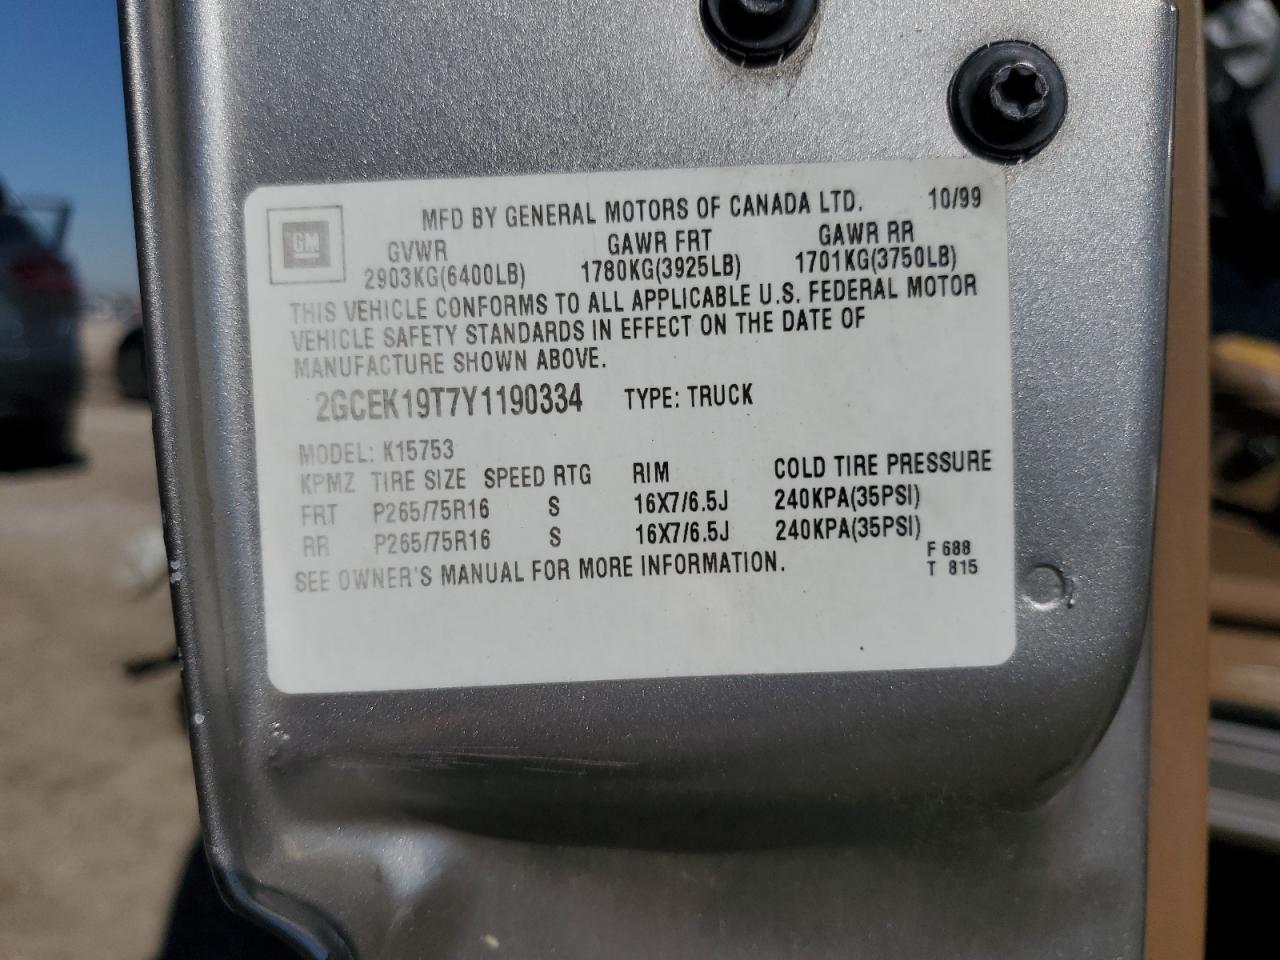 MFD BY GENERAL MOTORS OF CANADA LTD. 10/99
GM
GVWR GAWR FRT GAWR RR
2903KG(6400LB) 1780KG(3925LB) 1701KG(3750LB)
THIS VEHICLE CONFORMS TO ALL APPLICABLE U.S. FEDERAL MOTOR
VEHICLE SAFETY STANDARDS IN EFFECT ON THE DATE OF
MANUFACTURE SHOWN ABOVE.
2GCEK19T7Y1190334 TYPE: TRUCK
MODEL: K15753
KPMZ TIRE SIZE SPEED RTG RIM COLD TIRE PRESSURE
FRT P265/75R16 S 16X7/6.5J 240KPA(35PSI)
RR P265/75R16 S 16X7/6.5J 240KPA(35PSI)
SEE OWNER'S MANUAL FOR MORE INFORMATION.
F 688
T 815